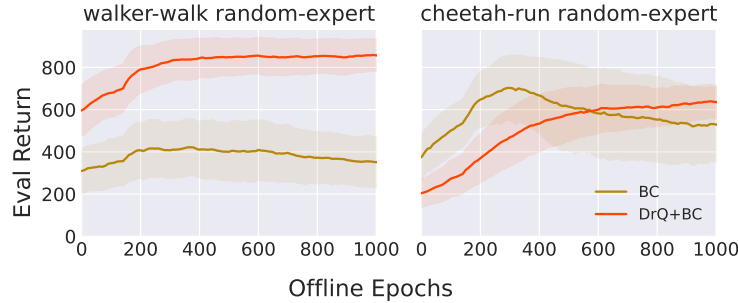 walker-walk random-expert
cheetah-run random-expert
Eval Return
800
600
400
200
0
0 200 400 600 800 1000
0 200 400 600 800 1000
BC
DrQ+BC
Offline Epochs